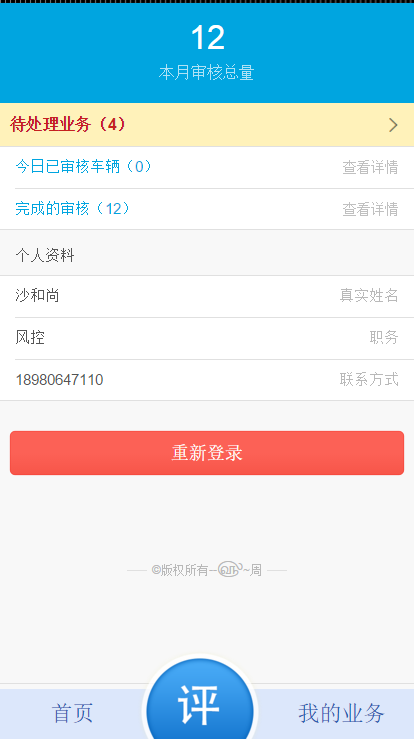 12
本月审核总量
待处理业务（4）
今日已审核车辆（0） 查看详情
完成的审核（12） 查看详情
个人资料
沙和尚 真实姓名
风控 职务
18980647110 联系方式
重新登录
©版权所有--~周
首页 评 我的业务